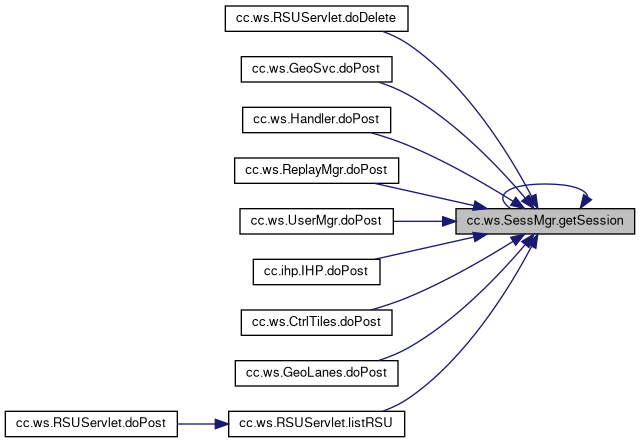 cc.ws.RSUServlet.doDelete
cc.ws.GeoSvc.doPost
cc.ws.Handler.doPost
cc.ws.ReplayMgr.doPost
cc.ws.UserMgr.doPost
cc.ws.SessMgr.getSession
cc.ihp.IHP.doPost
cc.ws.CtrlTiles.doPost
cc.ws.GeoLanes.doPost
cc.ws.RSUServlet.doPost
cc.ws.RSUServlet.listRSU